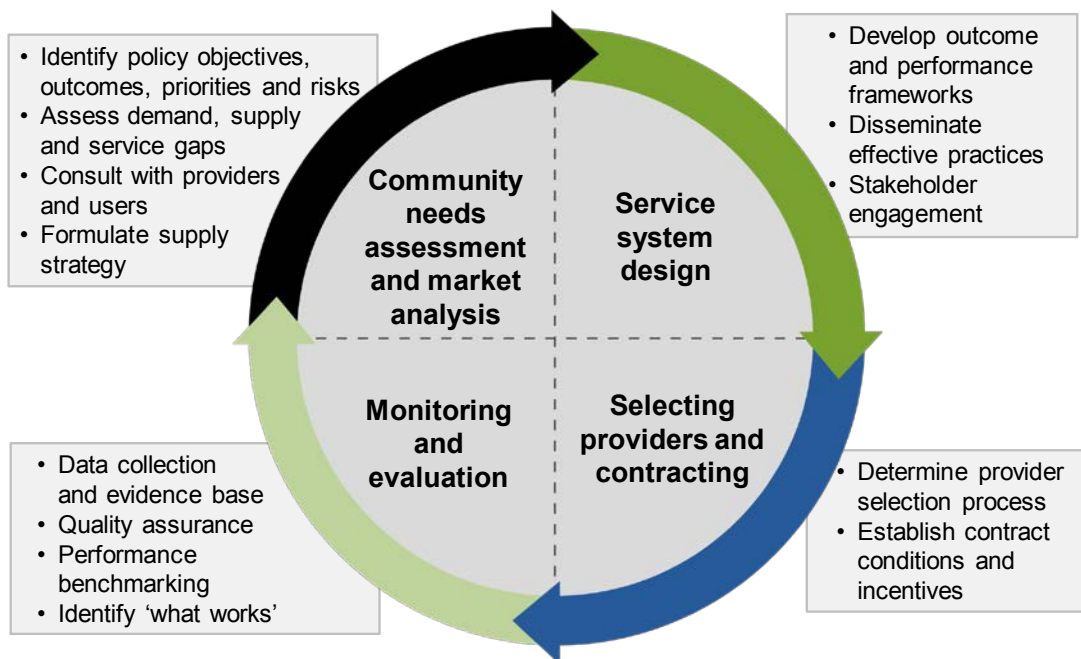 • Identify policy objectives,
outcomes, priorities and risks
• Assess demand, supply
and service gaps
• Consult with providers
and users
• Formulate supply
strategy
• Develop outcome
and performance
frameworks
• Disseminate
effective practices
• Stakeholder
engagement
Community
needs
assessment
and market
analysis
Service
system
design
Monitoring
and
evaluation
Selecting
providers and
contracting
• Data collection
and evidence base
• Quality assurance
• Performance
benchmarking
• Identify ‘what works’
• Determine provider
selection process
• Establish contract
conditions and
incentives